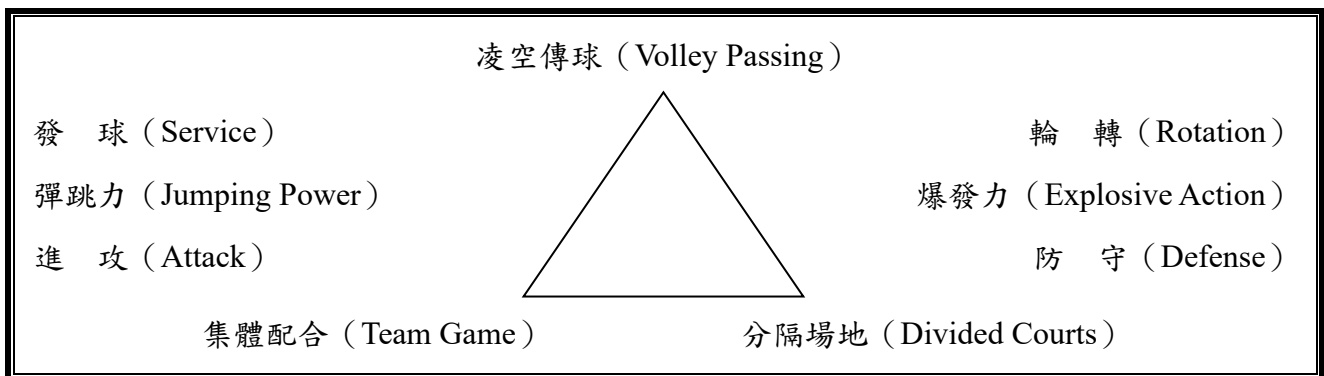 凌空傳球（Volley Passing）
發　球（Service）
輪　轉（Rotation）
彈跳力（Jumping Power）
爆發力（Explosive Action）
進　攻（Attack）
防　守（Defense）
集體配合（Team Game）
分隔場地（Divided Courts）